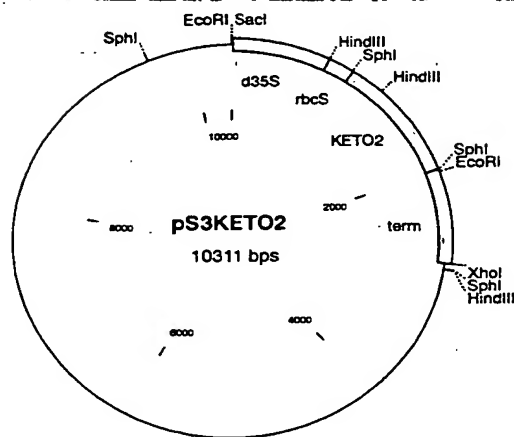 EcoRI SacI
SphI
HindIII
SphI
HindIII
d35S
rbcS
KETO2
10000
SphI
EcoRI
2000
8000
pS3KETO2
term
10311 bps
XhoI
SphI
HindIII
4000
6000